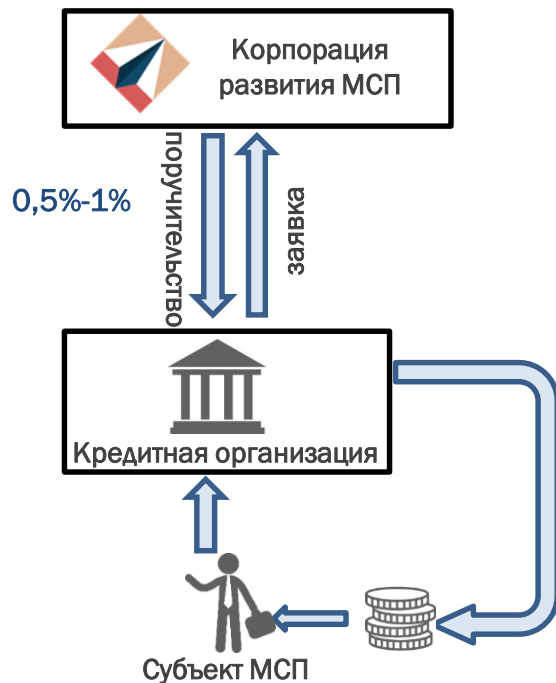 Корпорация
развития МСП
0,5%-1%
поручительство
заявка
Кредитная организация
Субъект МСП